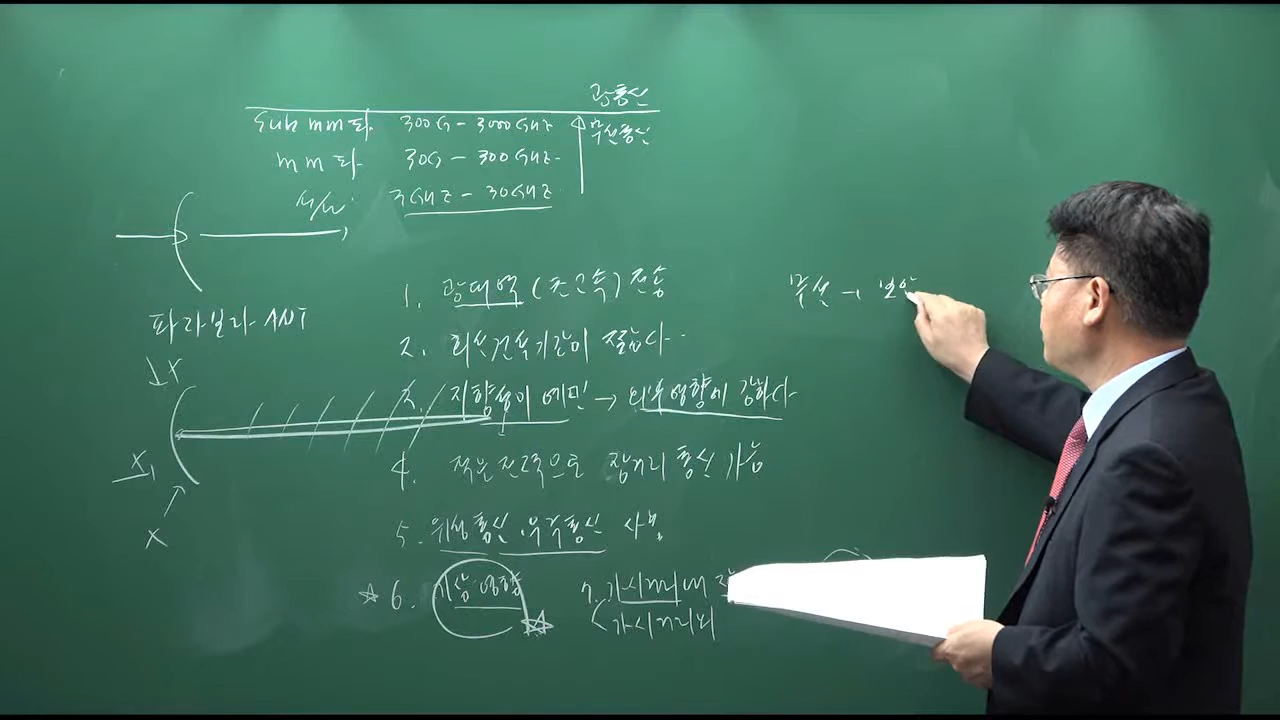 광통신
Sub mm파 300G - 3000GHZ 무선통신
mm파 30G - 300GHZ
M/W 3GHZ - 30GHZ
1. 광대역 (초고속) 전송
무선 → 보안
파라볼라 ANT
2. 회선건속기간이 짧다
3. 지향성이 예민 → 외부영향에 강하다
4. 적은 전력으로 장거리 통신 가능
X
5. 위성통신·우주통신 사용
X
☆ 6. 기상 영향 ☆
7. 가시거리내
가시거리외